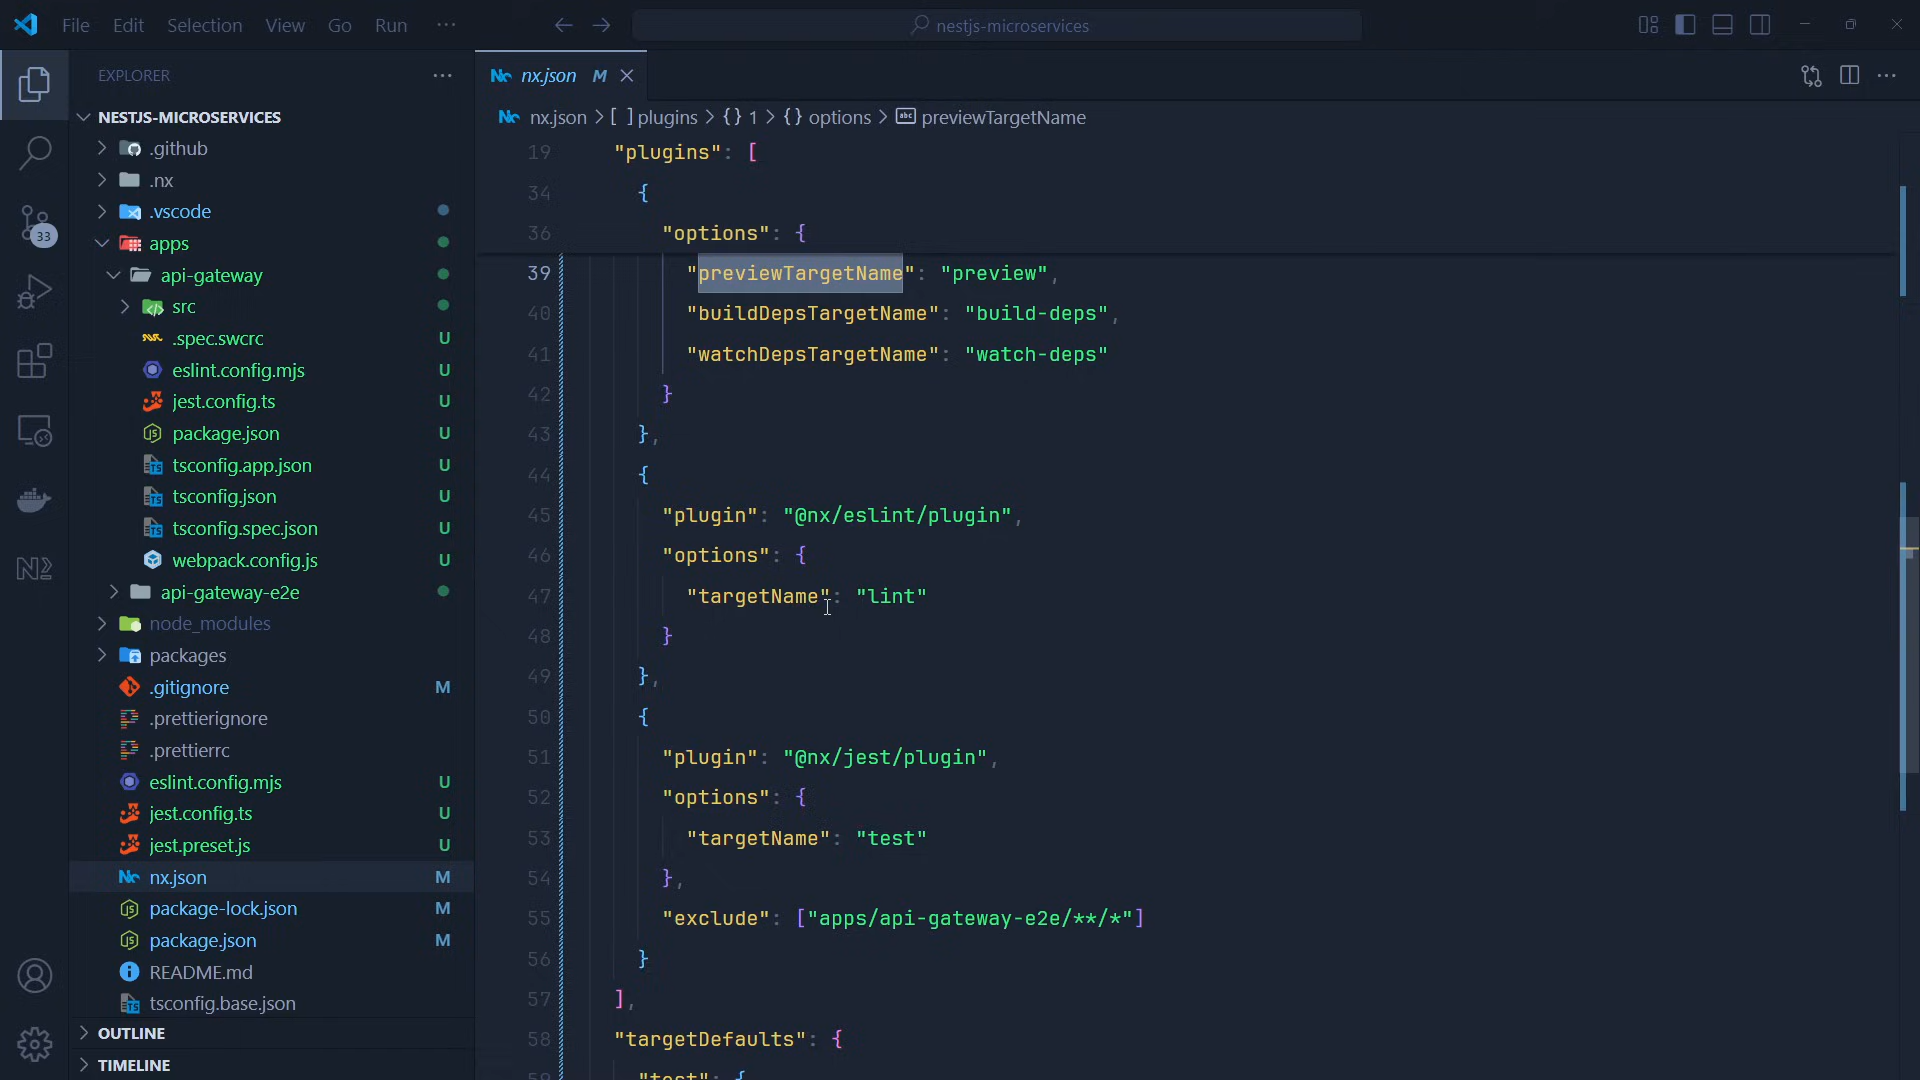 File Edit Selection View Go Run ···
nestjs-microservices
EXPLORER
NESTJS-MICROSERVICES
.github
.nx
.vscode
apps
api-gateway
src
.spec.swcrc U
eslint.config.mjs U
jest.config.ts U
package.json U
tsconfig.app.json U
tsconfig.json U
tsconfig.spec.json U
webpack.config.js U
api-gateway-e2e
node_modules
packages
.gitignore M
.prettierignore
.prettierrc
eslint.config.mjs U
jest.config.ts U
jest.preset.js U
nx.json M
package-lock.json M
package.json M
README.md
tsconfig.base.json
OUTLINE
TIMELINE
33
nx.json M
nx.json > [ ] plugins > {} 1 > {} options > abc previewTargetName
19 "plugins": [
34 {
36 "options": {
39 "previewTargetName": "preview",
40 "buildDepsTargetName": "build-deps",
41 "watchDepsTargetName": "watch-deps"
42 }
43 },
44 {
45 "plugin": "@nx/eslint/plugin",
46 "options": {
47 "targetName": "lint"
48 }
49 },
50 {
51 "plugin": "@nx/jest/plugin",
52 "options": {
53 "targetName": "test"
54 },
55 "exclude": ["apps/api-gateway-e2e/**/*"]
56 }
57 ],
58 "targetDefaults": {
59 "test": {